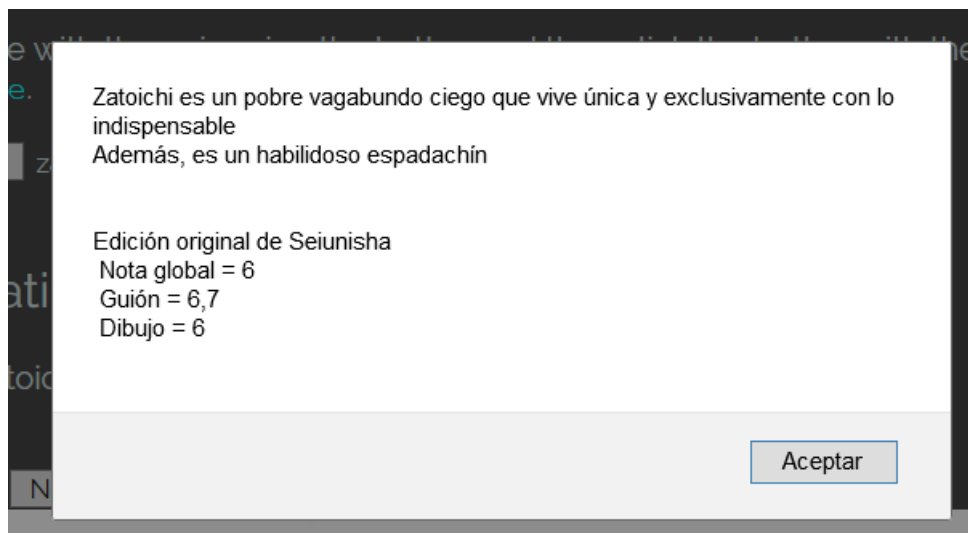 e.
Zatoichi es un pobre vagabundo ciego que vive única y exclusivamente con lo
indispensable
Además, es un habilidoso espadachín
Edición original de Seiunisha
Nota global = 6
Guión = 6,7
Dibujo = 6
Aceptar
N